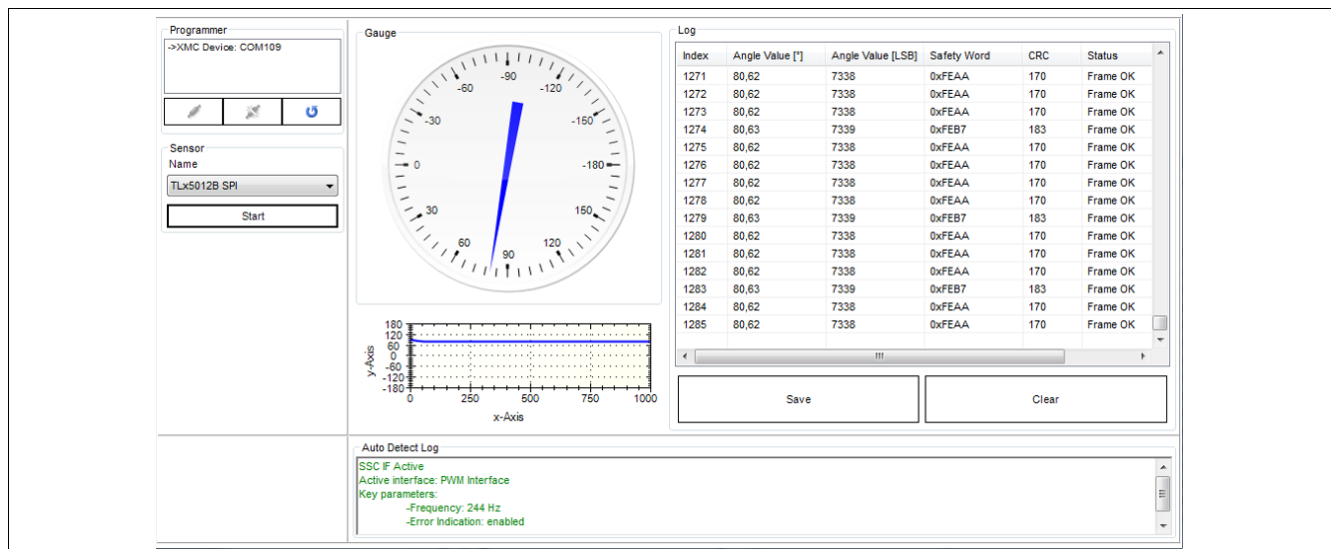 Programmer
->XMC Device: COM109
Sensor
Name
TLx5012B SPI
Start
Gauge
-90
-60
-120
-30
-150
0
-180
30
150
60
120
90
180
120
60
0
-60
-120
-180
y-Axis
0 250 500 750 1000
x-Axis
Log
Index Angle Value [°] Angle Value [LSB] Safety Word CRC Status
1271 80,62 7338 0xFEAA 170 Frame OK
1272 80,62 7338 0xFEAA 170 Frame OK
1273 80,62 7338 0xFEAA 170 Frame OK
1274 80,63 7339 0xFEB7 183 Frame OK
1275 80,62 7338 0xFEAA 170 Frame OK
1276 80,62 7338 0xFEAA 170 Frame OK
1277 80,62 7338 0xFEAA 170 Frame OK
1278 80,62 7338 0xFEAA 170 Frame OK
1279 80,63 7339 0xFEB7 183 Frame OK
1280 80,62 7338 0xFEAA 170 Frame OK
1281 80,62 7338 0xFEAA 170 Frame OK
1282 80,62 7338 0xFEAA 170 Frame OK
1283 80,63 7339 0xFEB7 183 Frame OK
1284 80,62 7338 0xFEAA 170 Frame OK
1285 80,62 7338 0xFEAA 170 Frame OK
Save
Clear
Auto Detect Log
SSC IF Active
Active interface: PWM Interface
Key parameters:
-Frequency: 244 Hz
-Error Indication: enabled